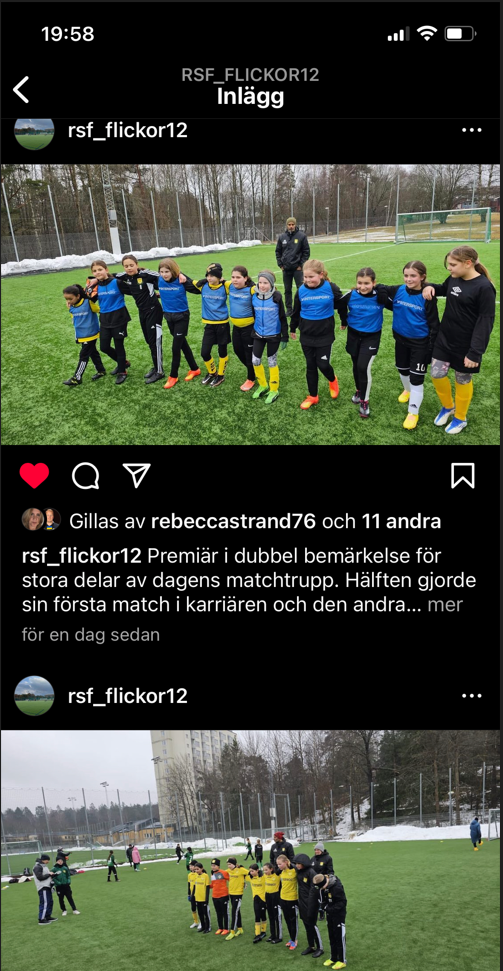 19:58
RSF_FLICKOR12
Inlägg
rsf_flickor12
10
Gillas av rebeccastrand76 och 11 andra
rsf_flickor12 Premiär i dubbel bemärkelse för
stora delar av dagens matchtrupp. Hälften gjorde
sin första match i karriären och den andra... mer
för en dag sedan
rsf_flickor12